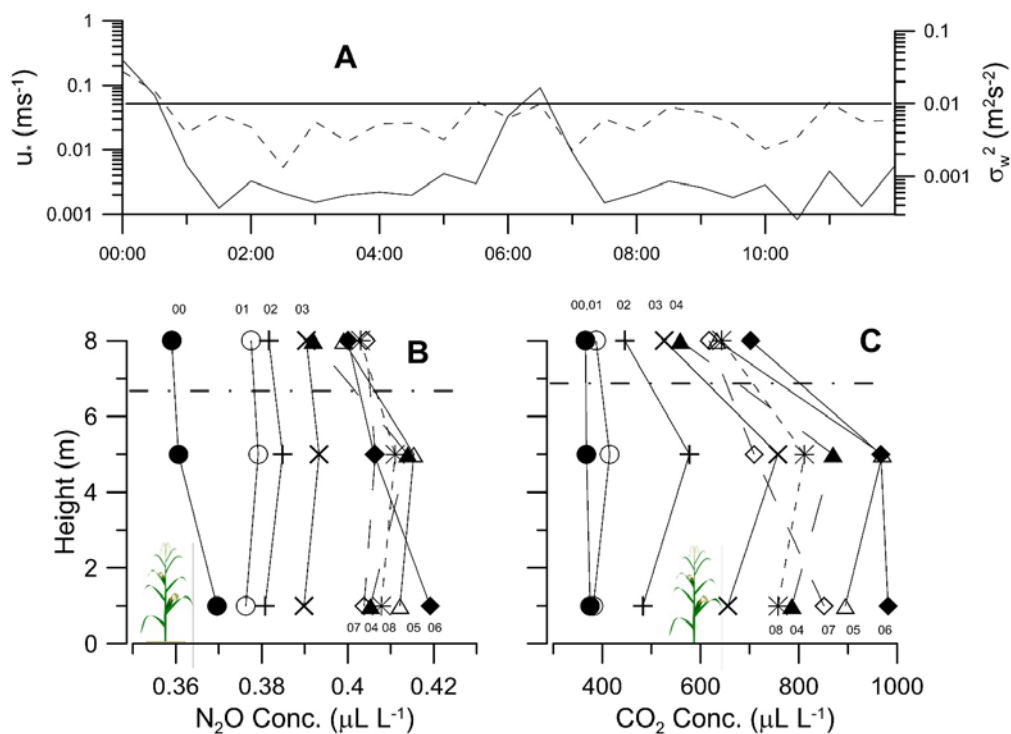 A
u* (ms-1)
1
0.1
0.01
0.001
0.1
0.01
0.001
σw2 (m2s-2)
00:00 02:00 04:00 06:00 08:00 10:00
00 01 02 03
B
Height (m)
8
6
4
2
0
07 04 08 05 06
0.36 0.38 0.4 0.42
N2O Conc. (μL L-1)
00,01 02 03 04
C
08 04 07 05 06
400 600 800 1000
CO2 Conc. (μL L-1)